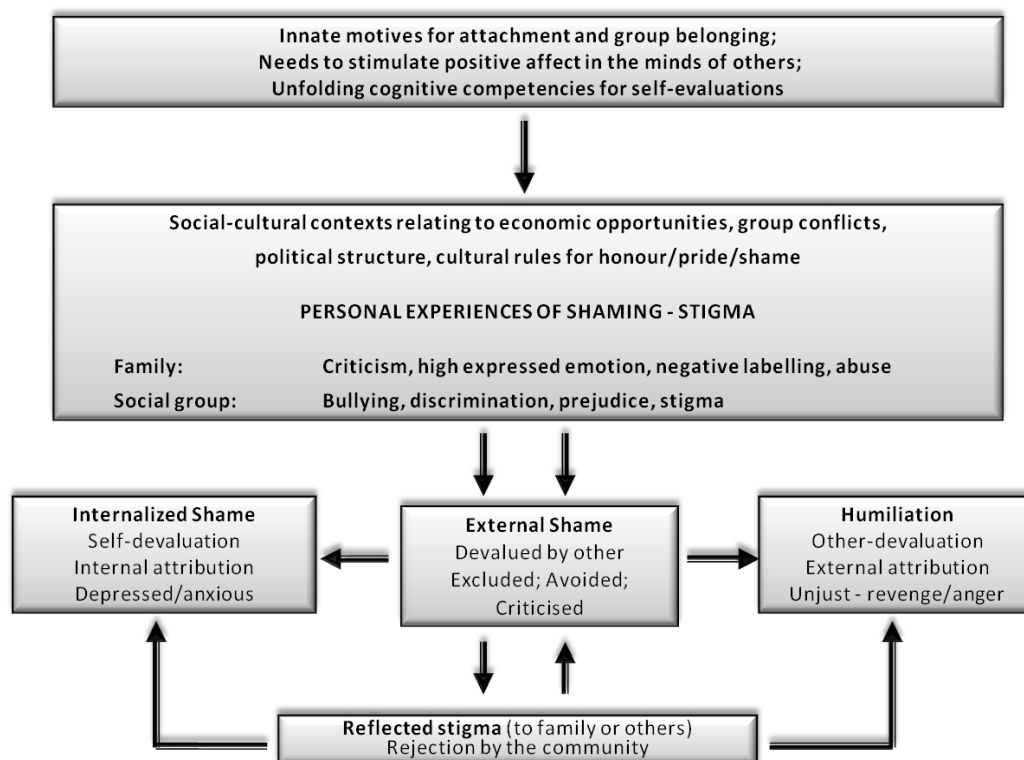 Innate motives for attachment and group belonging;
Needs to stimulate positive affect in the minds of others;
Unfolding cognitive competencies for self-evaluations
Social-cultural contexts relating to economic opportunities, group conflicts,
political structure, cultural rules for honour/pride/shame
PERSONAL EXPERIENCES OF SHAMING - STIGMA
Family: Criticism, high expressed emotion, negative labelling, abuse
Social group: Bullying, discrimination, prejudice, stigma
Internalized Shame
Self-devaluation
Internal attribution
Depressed/anxious
External Shame
Devalued by other
Excluded; Avoided;
Criticised
Humiliation
Other-devaluation
External attribution
Unjust - revenge/anger
Reflected stigma (to family or others)
Rejection by the community